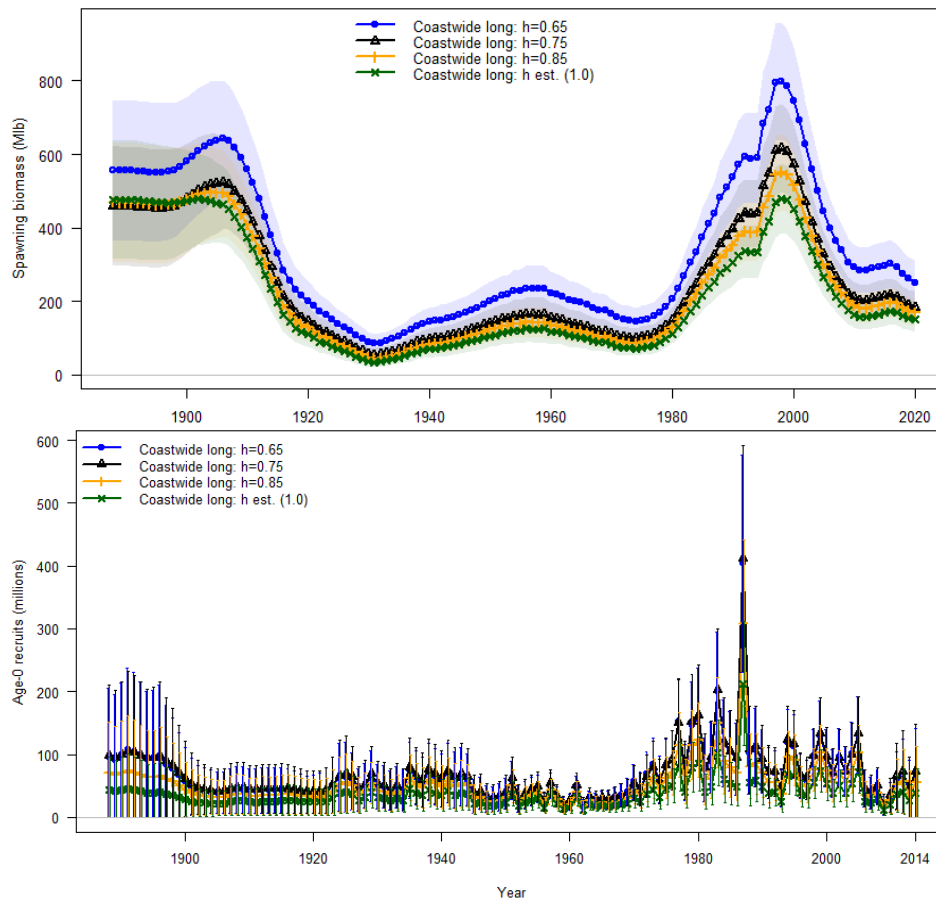 Coastwide long: h=0.65
Coastwide long: h=0.75
Coastwide long: h=0.85
Coastwide long: h est. (1.0)
Spawning biomass (Mlb)
800
600
400
200
0
1900
1920
1940
1960
1980
2000
2020
Coastwide long: h=0.65
Coastwide long: h=0.75
Coastwide long: h=0.85
Coastwide long: h est. (1.0)
Age-0 recruits (millions)
600
500
400
300
200
100
0
1900
1920
1940
1960
1980
2000
2014
Year